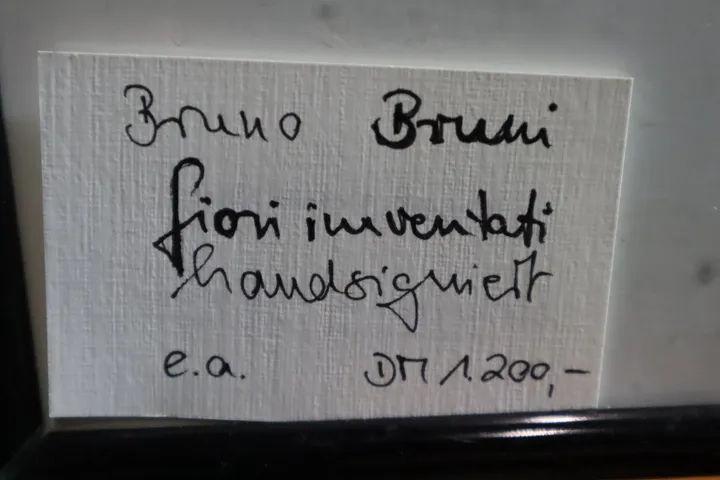 Bruno Bruni
fiori inventati
handsigniert
e.a. DM 1.200,-